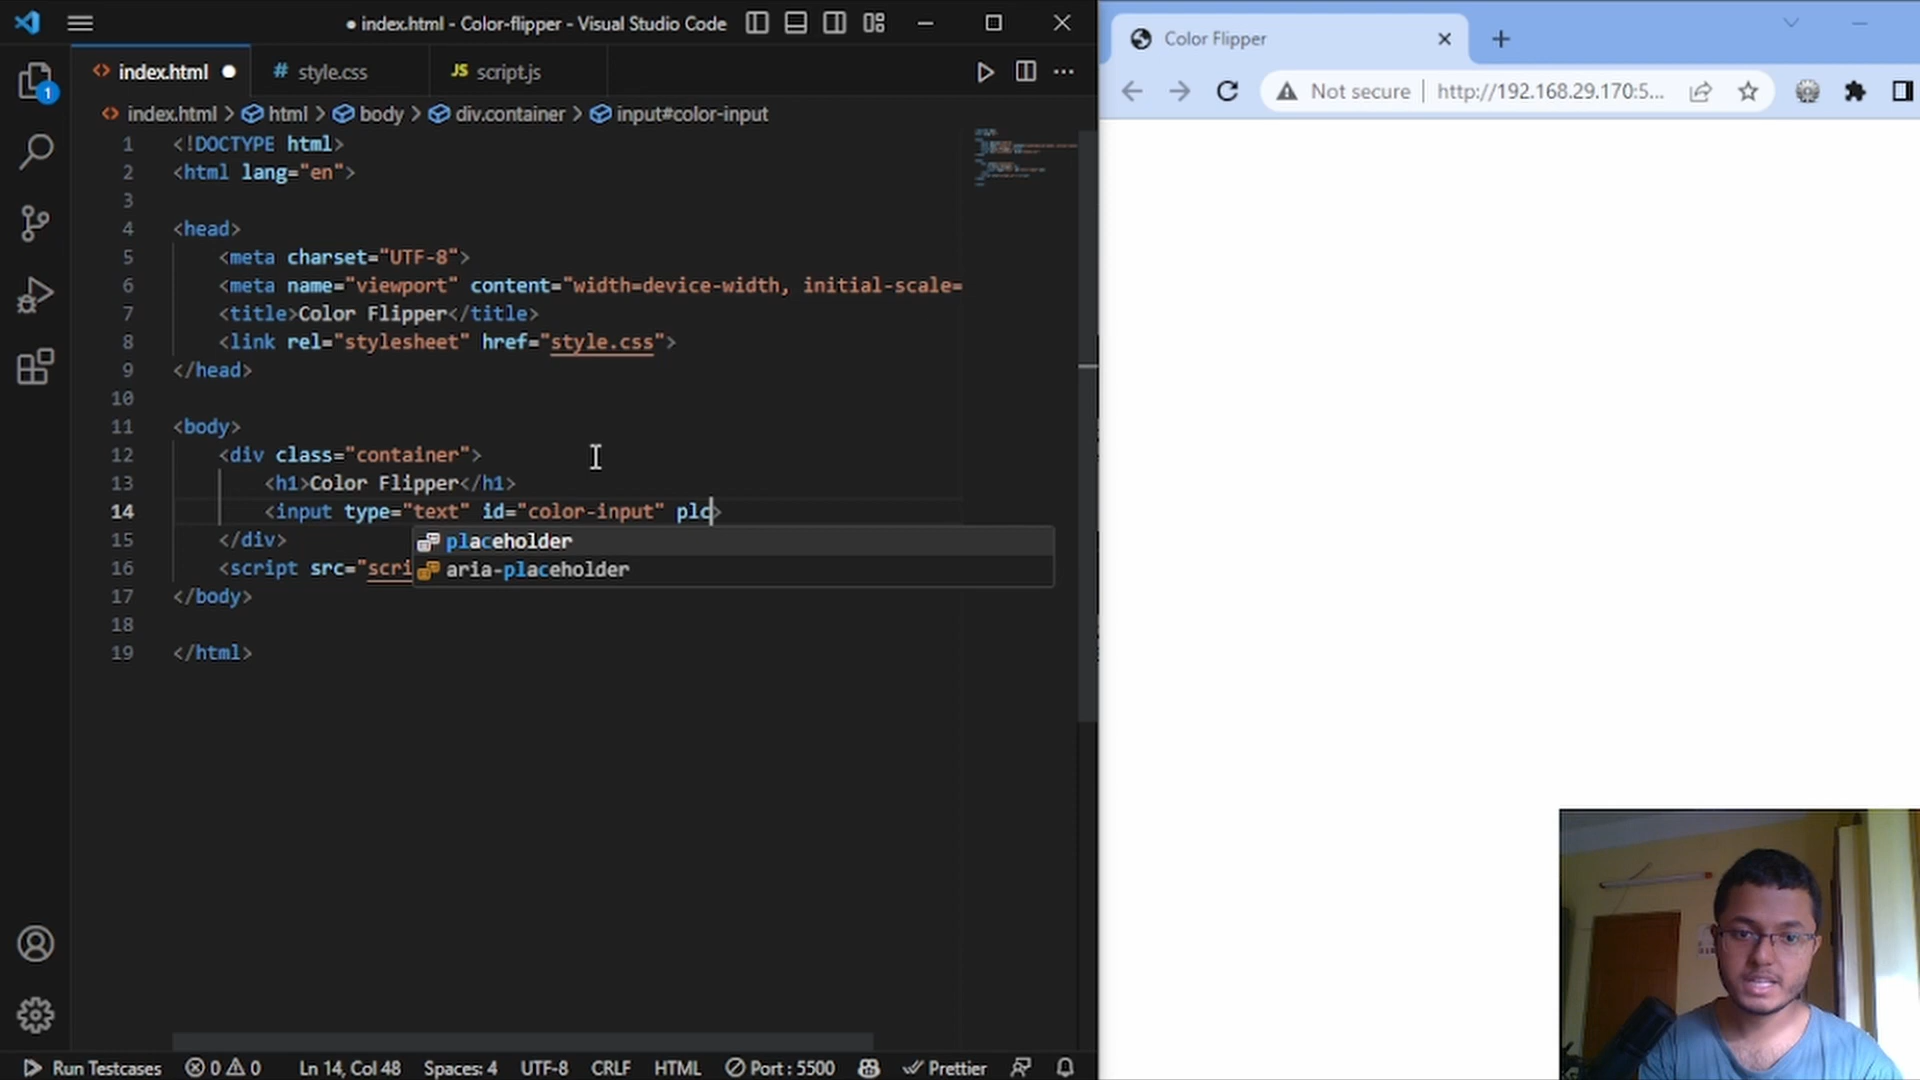 ● index.html - Color-flipper - Visual Studio Code
index.html ●
# style.css
JS script.js
index.html > html > body > div.container > input#color-input
1 <!DOCTYPE html>
2 <html lang="en">
3
4 <head>
5 <meta charset="UTF-8">
6 <meta name="viewport" content="width=device-width, initial-scale=
7 <title>Color Flipper</title>
8 <link rel="stylesheet" href="style.css">
9 </head>
10
11 <body>
12 <div class="container">
13 <h1>Color Flipper</h1>
14 <input type="text" id="color-input" plc>
15 </div>
placeholder
16 <script src="scri
aria-placeholder
17 </body>
18
19 </html>
1
Run Testcases
0 0
Ln 14, Col 48
Spaces: 4
UTF-8
CRLF
HTML
Port : 5500
Prettier
Color Flipper
Not secure | http://192.168.29.170:5...